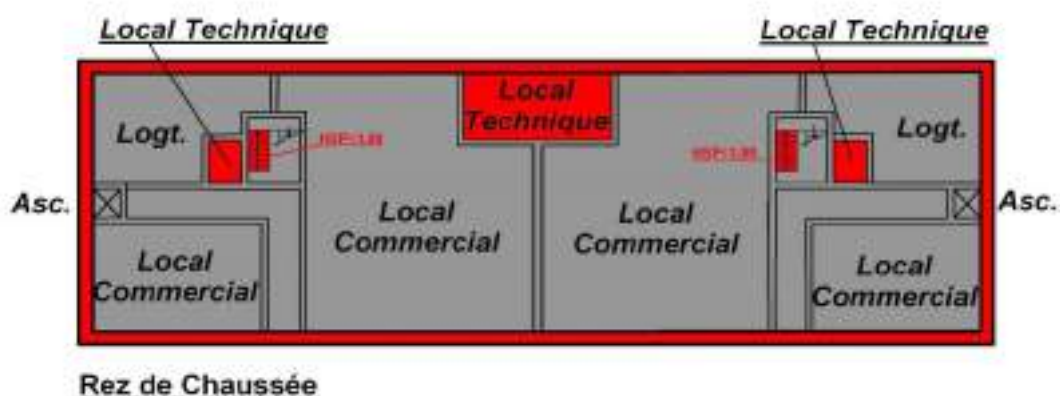 Local Technique
Local Technique
Local
Technique
Logt.
Logt.
Asc.
Asc.
Local
Commercial
Local
Commercial
Local
Commercial
Local
Commercial
Rez de Chaussée